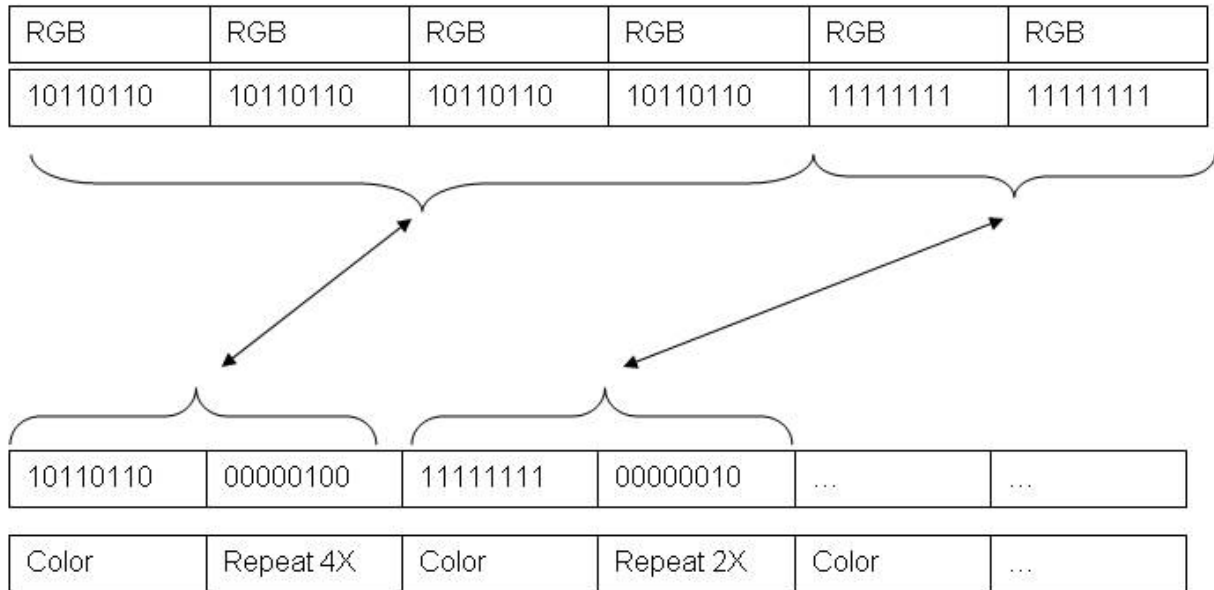 RGB RGB RGB RGB RGB RGB
10110110 10110110 10110110 10110110 11111111 11111111
10110110 00000100 11111111 00000010 ... ...
Color Repeat 4X Color Repeat 2X Color ...